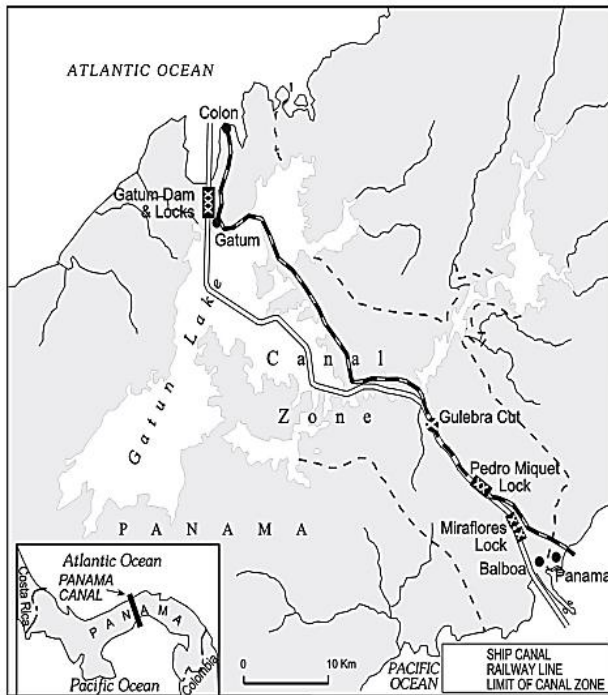 ATLANTIC OCEAN
Colon
Gatum Dam
& Locks
Gatum
Gatun Lake
Canal
Zone
Gulebra Cut
Pedro Miquet
Lock
PANAMA
Miraflores
Lock
Balboa
Panama
Atlantic Ocean
PANAMA
CANAL
Costa Rica
PANAMA
Colombia
Pacific Ocean
0 10 Km
PACIFIC
OCEAN
SHIP CANAL
RAILWAY LINE
LIMIT OF CANAL ZONE